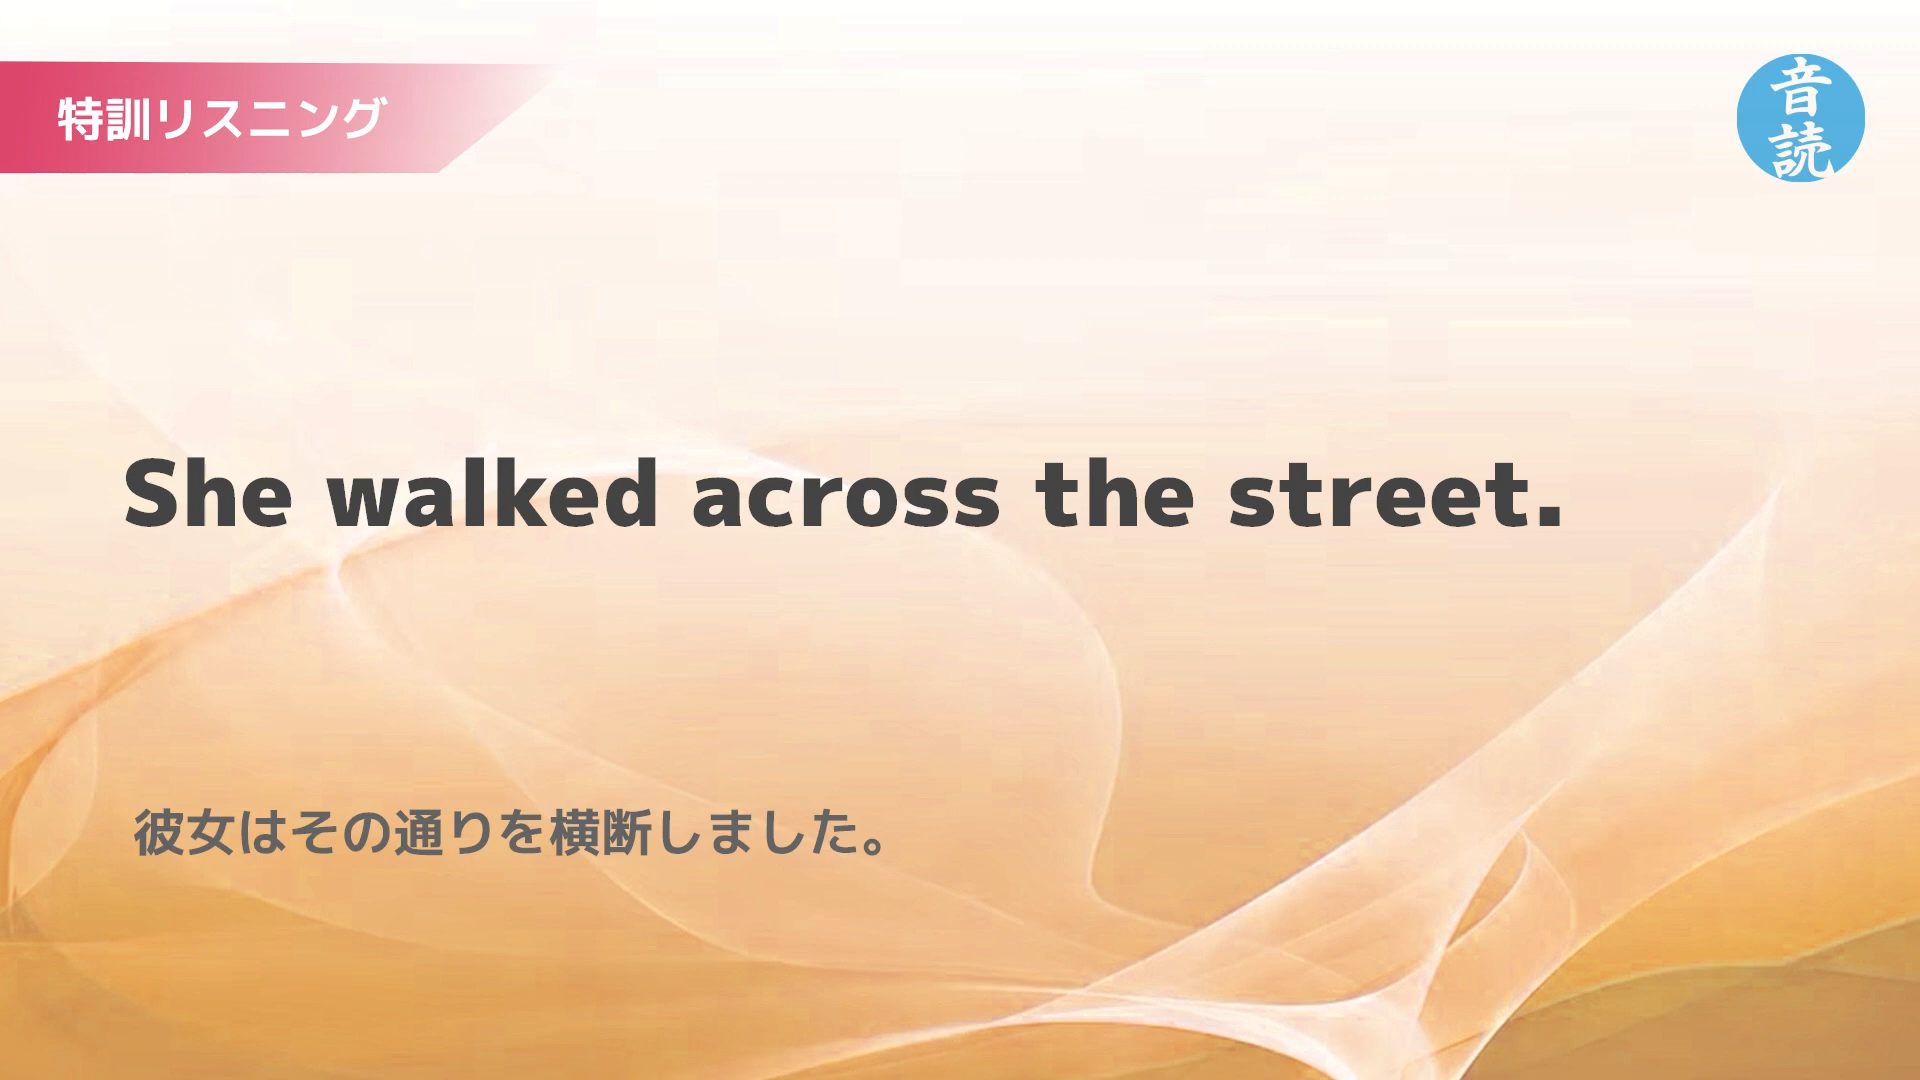 特訓リスニング
音読
She walked across the street.
彼女はその通りを横断しました。